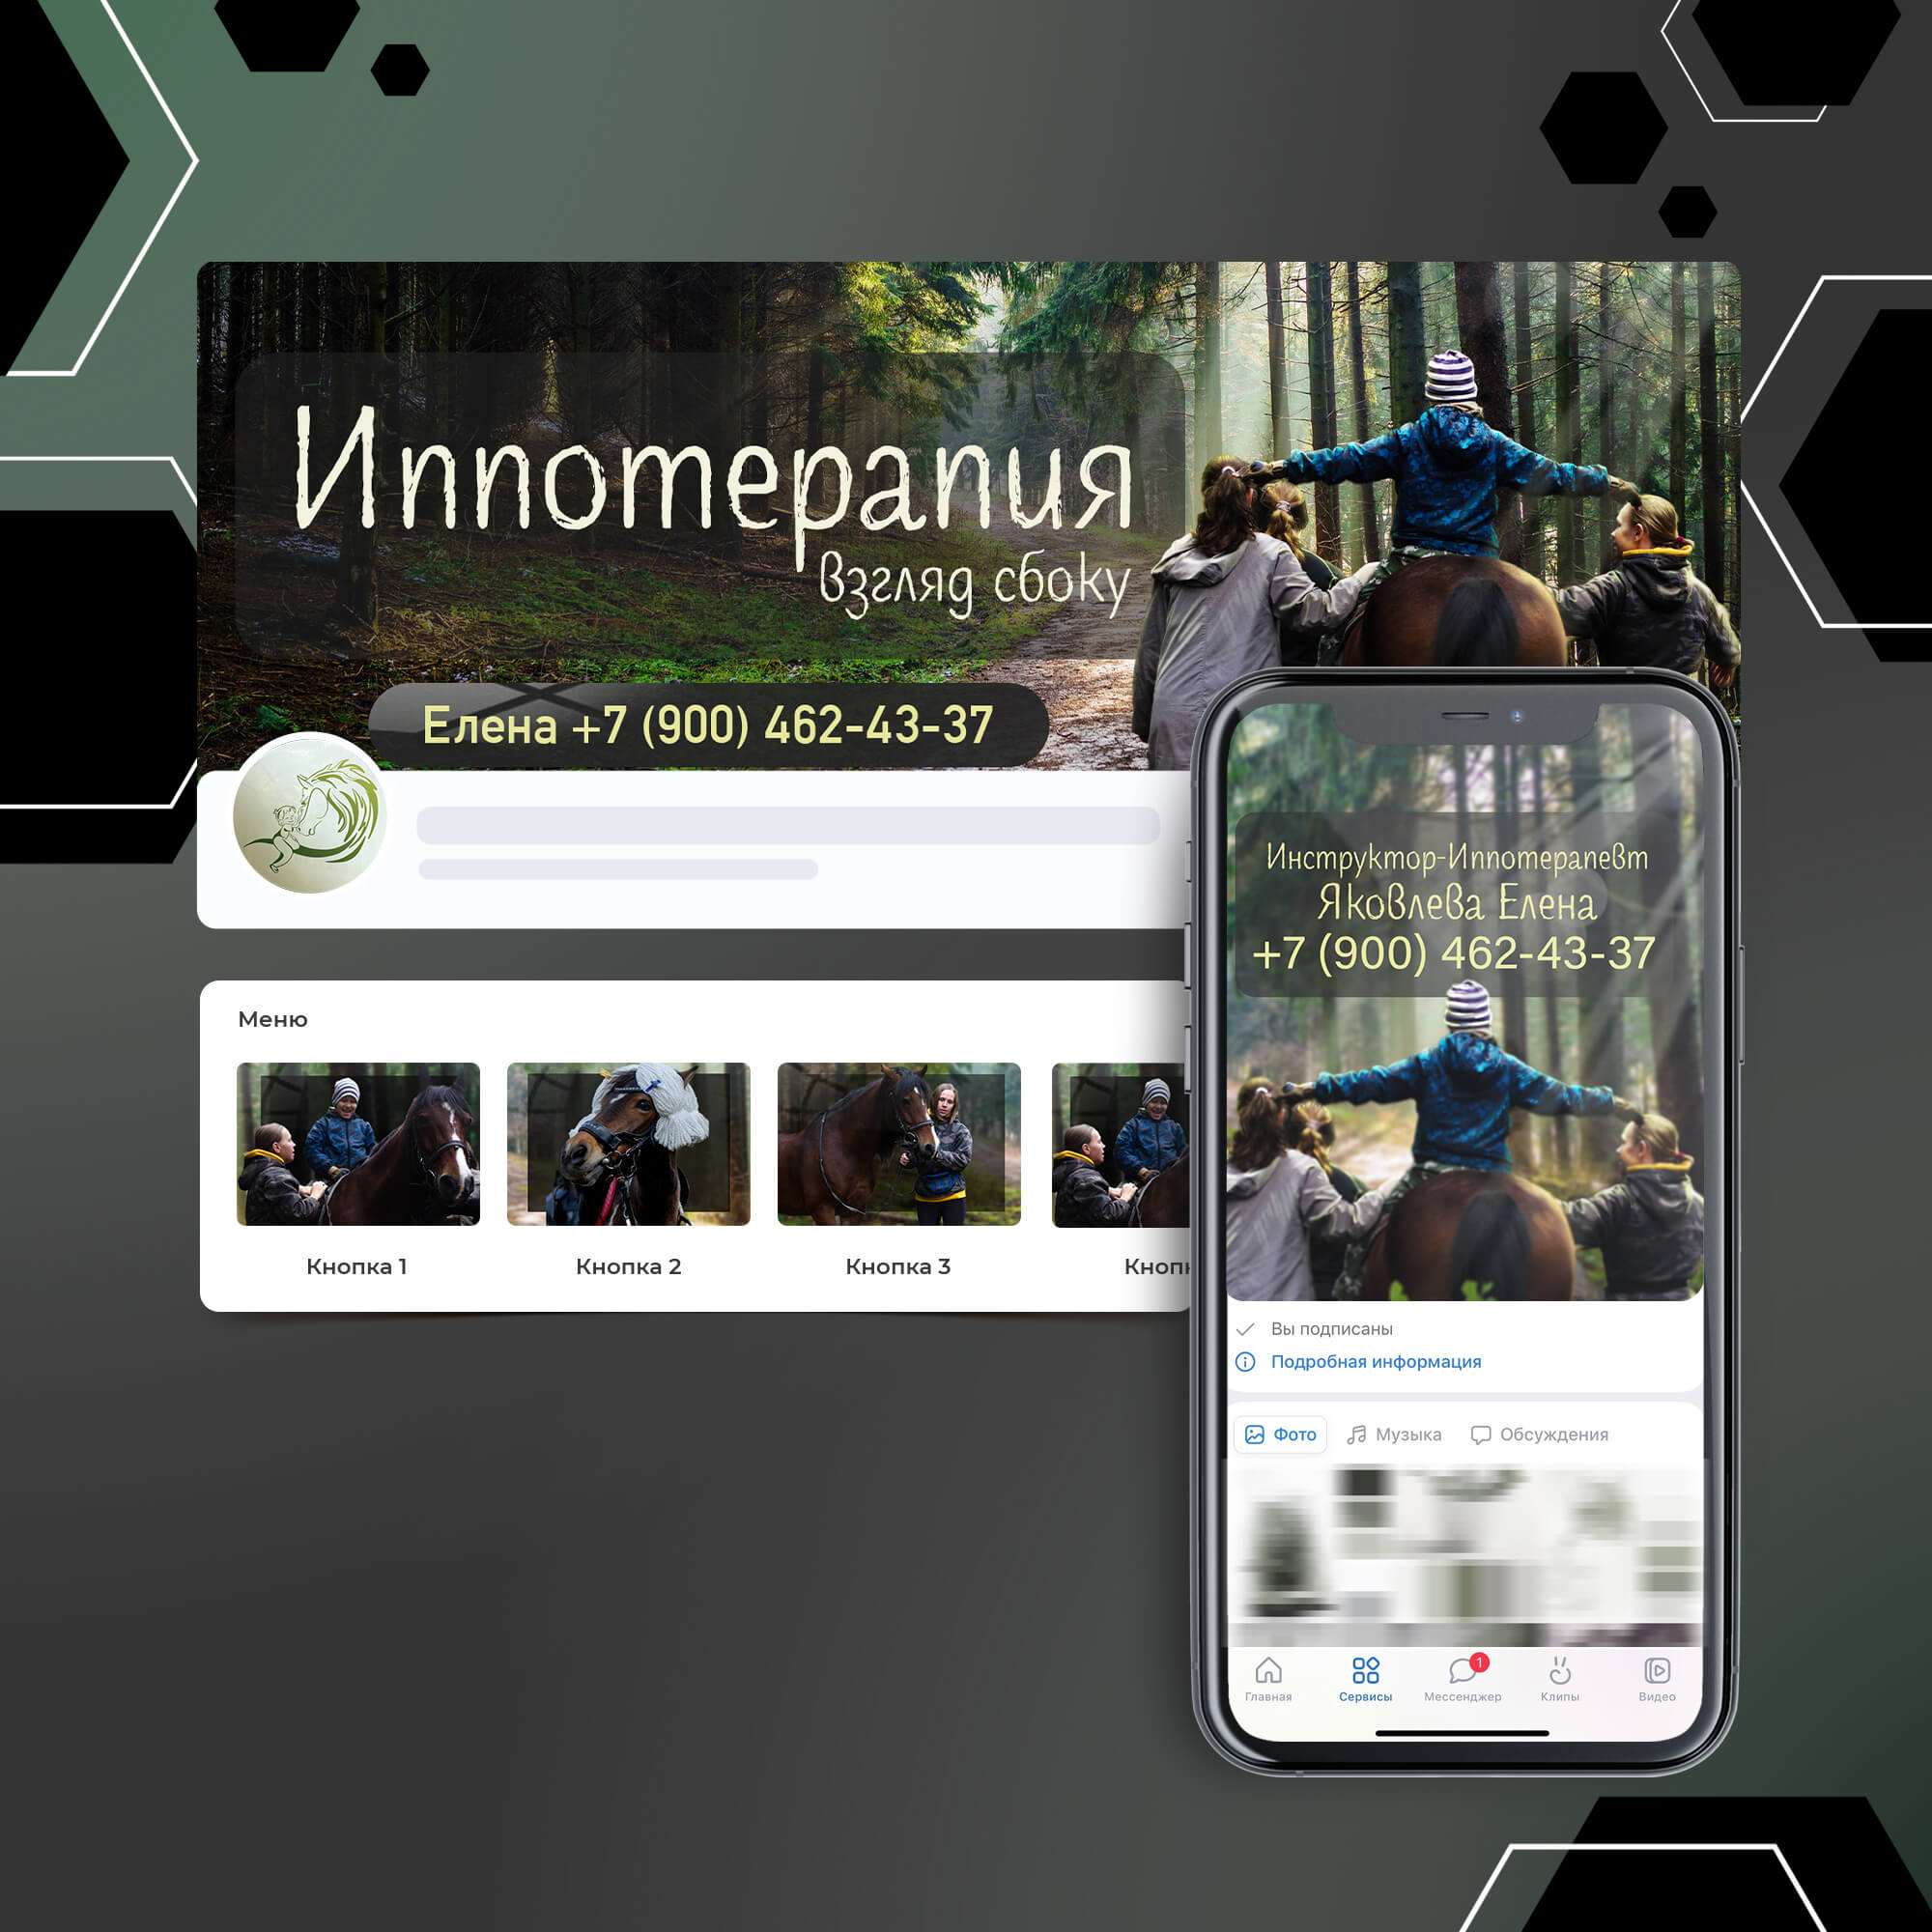 Иппотерапия
взгляд сбоку
Елена +7 (900) 462-43-37
Меню
Кнопка 1
Кнопка 2
Кнопка 3
Инструктор-Иппотерапевт
Яковлева Елена
+7 (900) 462-43-37
Вы подписаны
Подробная информация
Фото Музыка Обсуждения
1
Главная Сервисы Мессенджер Клипы Видео